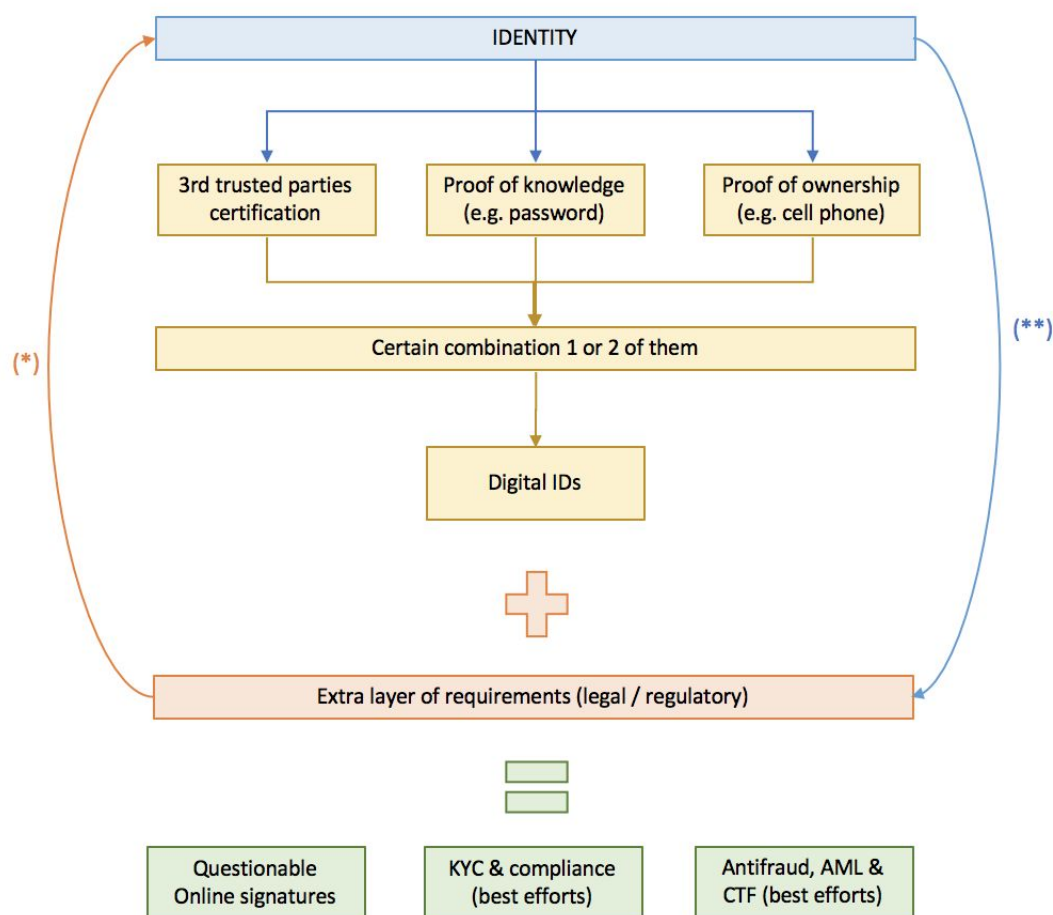 IDENTITY
3rd trusted parties
certification
Proof of knowledge
(e.g. password)
Proof of ownership
(e.g. cell phone)
(*)
(**)
Certain combination 1 or 2 of them
Digital IDs
Extra layer of requirements (legal / regulatory)
Questionable
Online signatures
KYC & compliance
(best efforts)
Antifraud, AML &
CTF (best efforts)